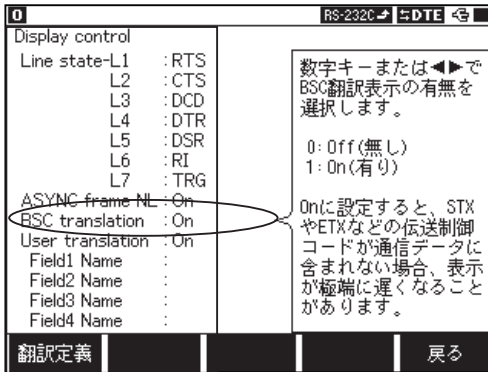 0 RS-232C DTE
Display control
Line state-L1 :RTS
L2 :CTS
L3 :DCD
L4 :DTR
L5 :DSR
L6 :RI
L7 :TRG
ASYNC frame NL :On
BSC translation :On
User translation :On
Field1 Name :
Field2 Name :
Field3 Name :
Field4 Name :
数字キーまたは◀▶で
BSC翻訳表示の有無を
選択します。
0:Off(無し)
1:On(有り)
Onに設定すると、STX
やETXなどの伝送制御
コードが通信データに
含まれない場合、表示
が極端に遅くなること
があります。
翻訳定義 戻る